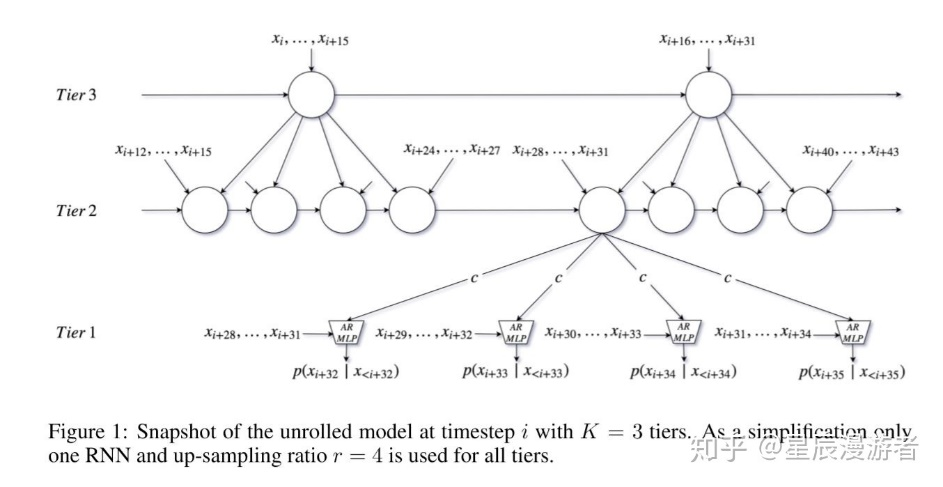 x_i, … , x_{i+15} x_{i+16}, … , x_{i+31}
Tier 3
x_{i+12}, … , x_{i+15} x_{i+24}, … , x_{i+27} x_{i+28}, … , x_{i+31} x_{i+40}, … , x_{i+43}
Tier 2
c c c c
Tier 1 x_{i+28}, … , x_{i+31} AR MLP x_{i+29}, … , x_{i+32} AR MLP x_{i+30}, … , x_{i+33} AR MLP x_{i+31}, … , x_{i+34} AR MLP
p(x_{i+32} | x_{<i+32}) p(x_{i+33} | x_{<i+33}) p(x_{i+34} | x_{<i+34}) p(x_{i+35} | x_{<i+35})
Figure 1: Snapshot of the unrolled model at timestep i with K = 3 tiers. As a simplification only
one RNN and up-sampling ratio r = 4 is used for all tiers.
知乎 @星辰漫游者